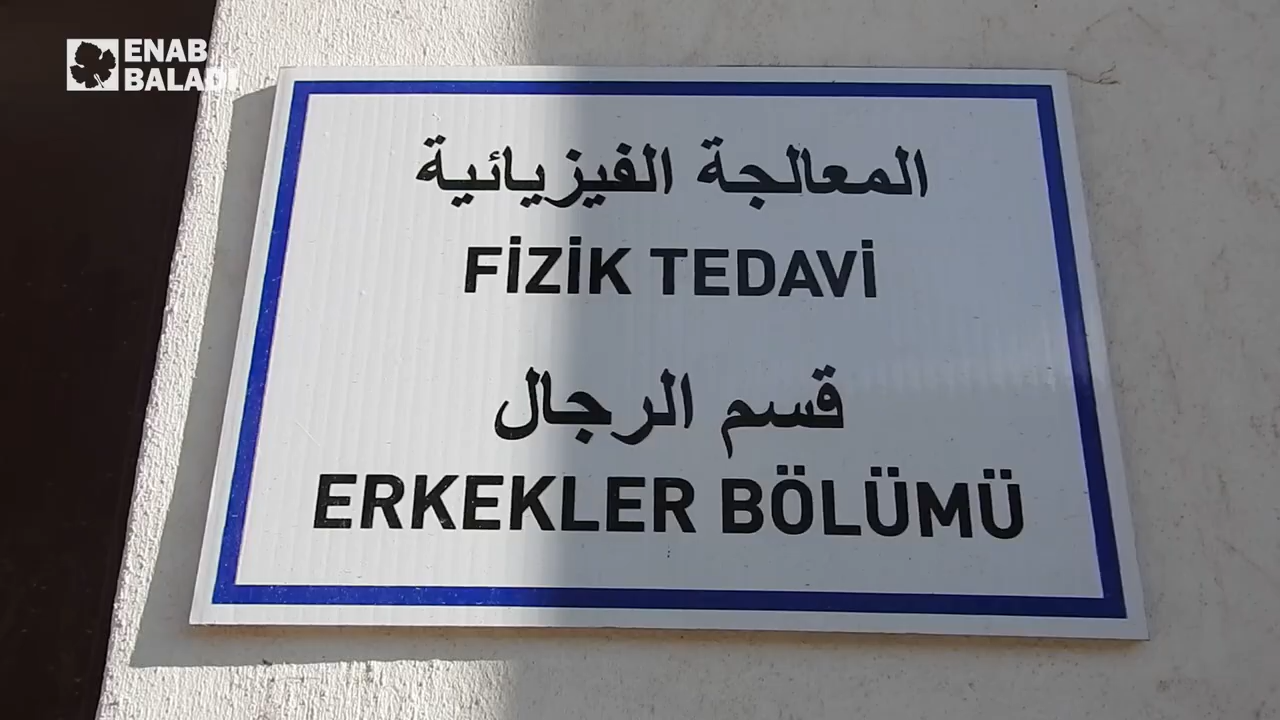 ENAB
BALADI
المعالجة الفيزيائية
FİZİK TEDAVİ
قسم الرجال
ERKEKLER BÖLÜMÜ